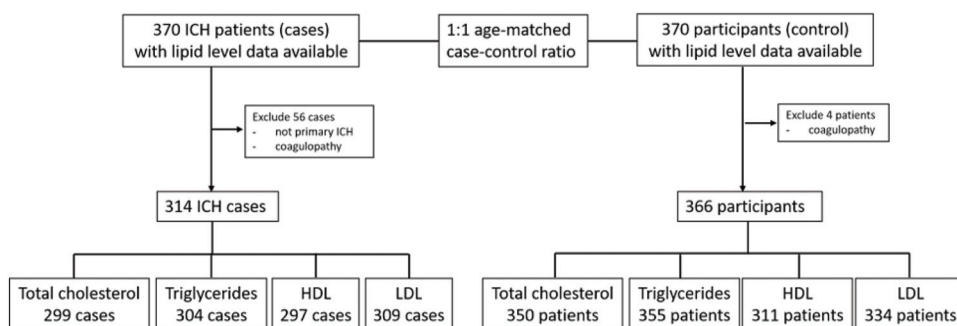 370 ICH patients (cases)
with lipid level data available
1:1 age-matched
case-control ratio
370 participants (control)
with lipid level data available
Exclude 56 cases
- not primary ICH
- coagulopathy
Exclude 4 patients
- coagulopathy
314 ICH cases
366 participants
Total cholesterol
299 cases
Triglycerides
304 cases
HDL
297 cases
LDL
309 cases
Total cholesterol
350 patients
Triglycerides
355 patients
HDL
311 patients
LDL
334 patients